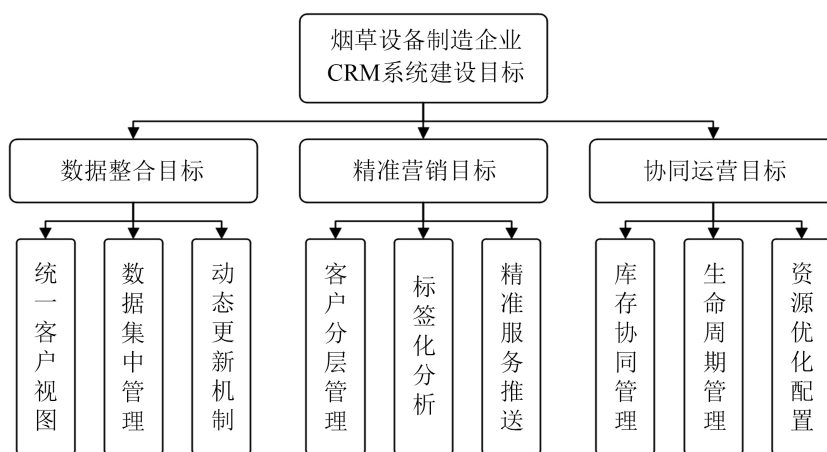 烟草设备制造企业
CRM系统建设目标
数据整合目标
精准营销目标
协同运营目标
统一客户视图
数据集中管理
动态更新机制
客户分层管理
标签化分析
精准服务推送
库存协同管理
生命周期管理
资源优化配置